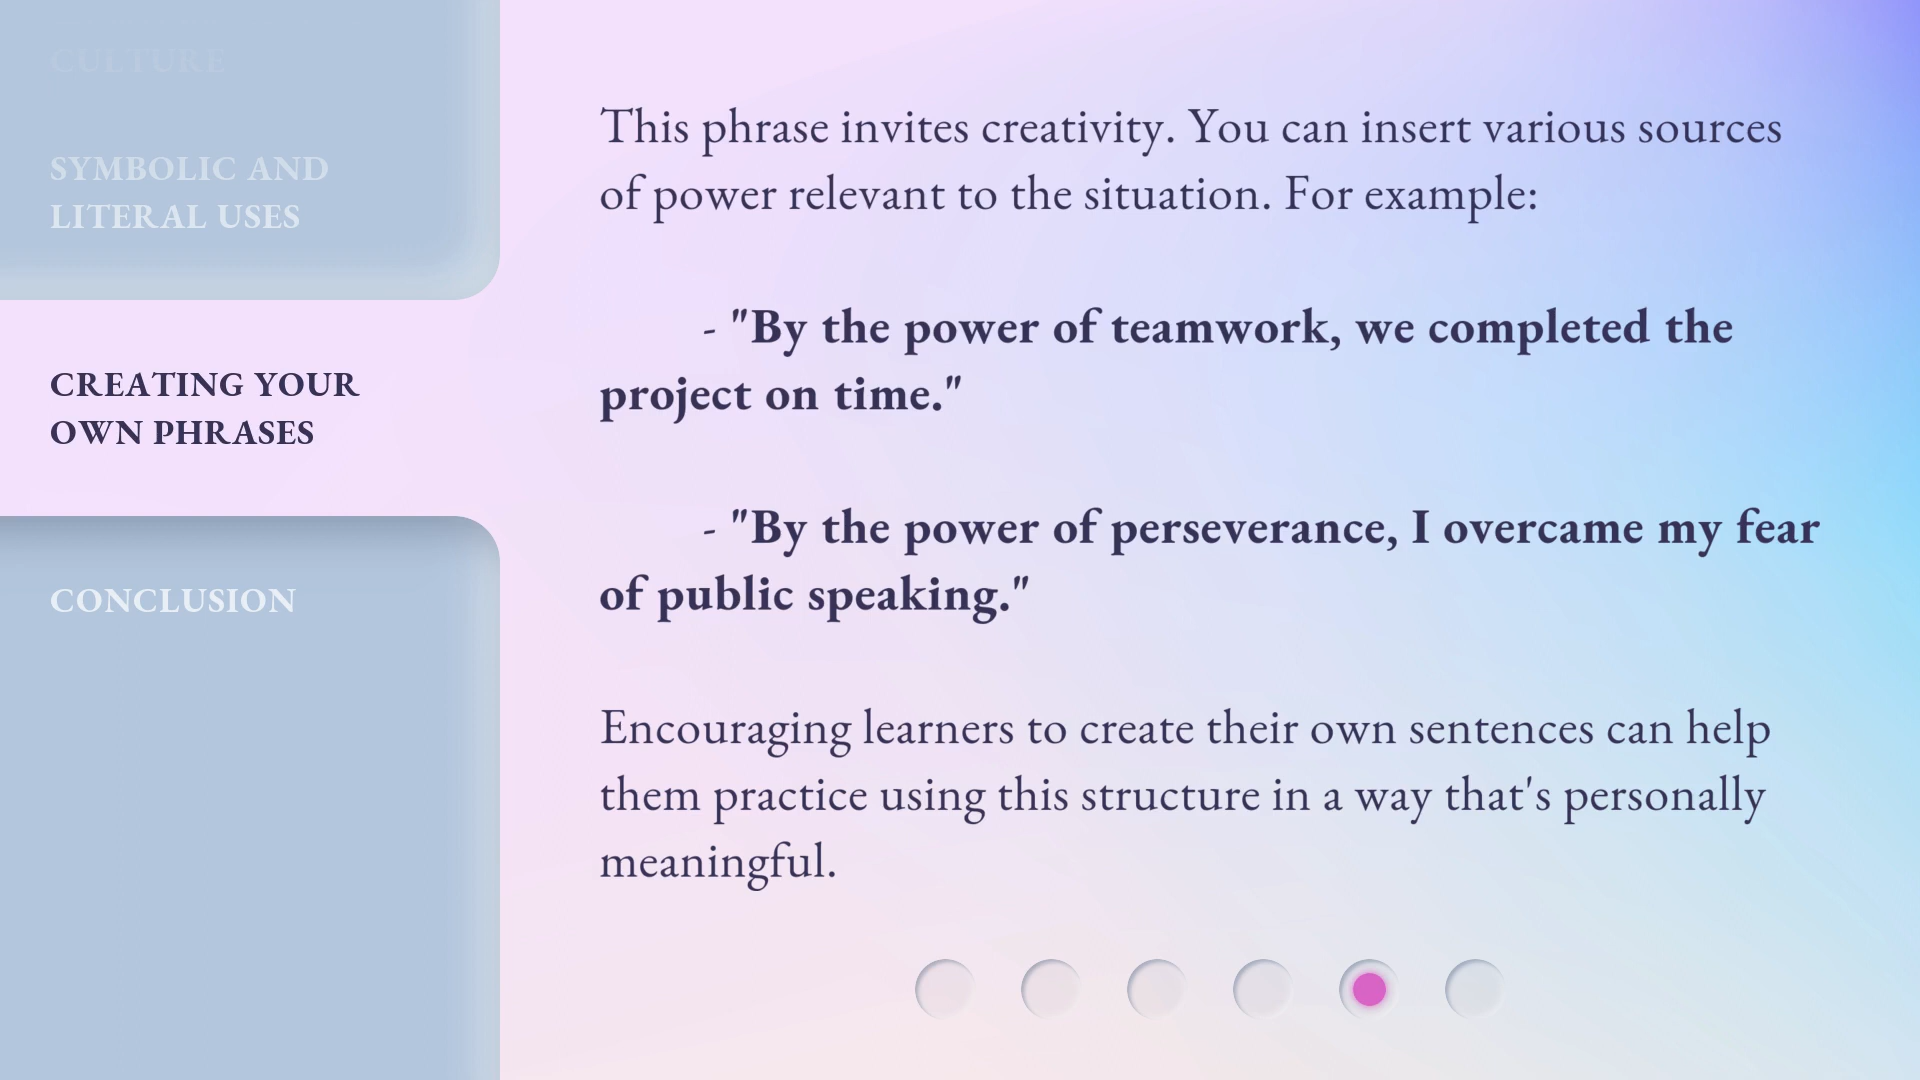 CULTURE
SYMBOLIC AND
LITERAL USES
CREATING YOUR
OWN PHRASES
CONCLUSION
This phrase invites creativity. You can insert various sources
of power relevant to the situation. For example:
- "By the power of teamwork, we completed the
project on time."
- "By the power of perseverance, I overcame my fear
of public speaking."
Encouraging learners to create their own sentences can help
them practice using this structure in a way that's personally
meaningful.